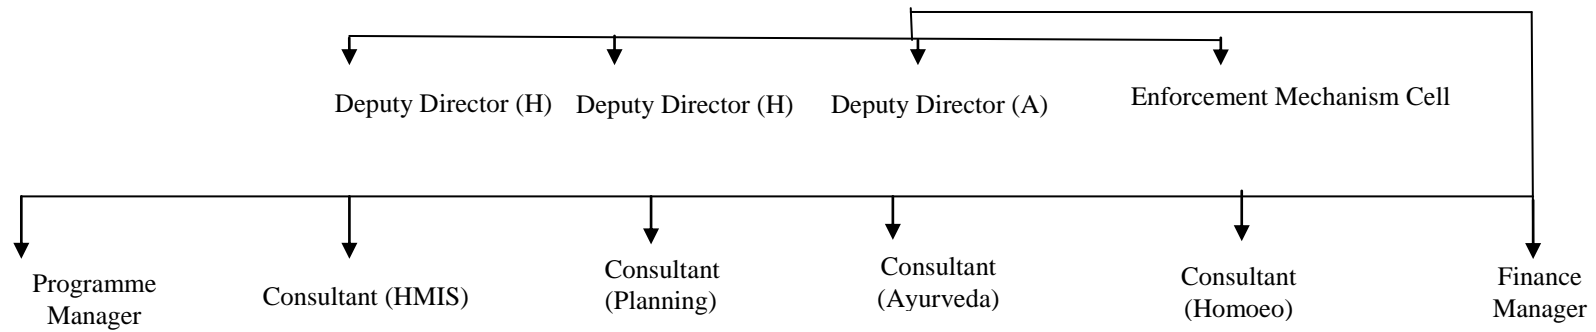 Deputy Director (H)
Deputy Director (H)
Deputy Director (A)
Enforcement Mechanism Cell
Programme
Manager
Consultant (HMIS)
Consultant
(Planning)
Consultant
(Ayurveda)
Consultant
(Homoeo)
Finance
Manager